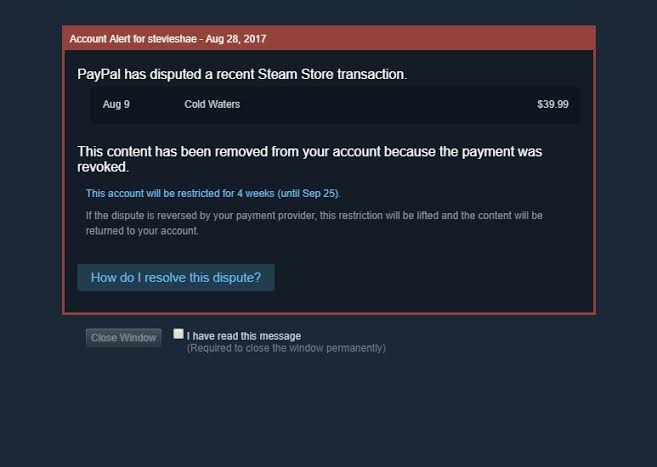 Account Alert for stevieshae - Aug 28, 2017
PayPal has disputed a recent Steam Store transaction.
Aug 9 Cold Waters $39.99
This content has been removed from your account because the payment was
revoked.
This account will be restricted for 4 weeks (until Sep 25).
If the dispute is reversed by your payment provider, this restriction will be lifted and the content will be
returned to your account.
How do I resolve this dispute?
Close Window I have read this message
(Required to close the window permanently)